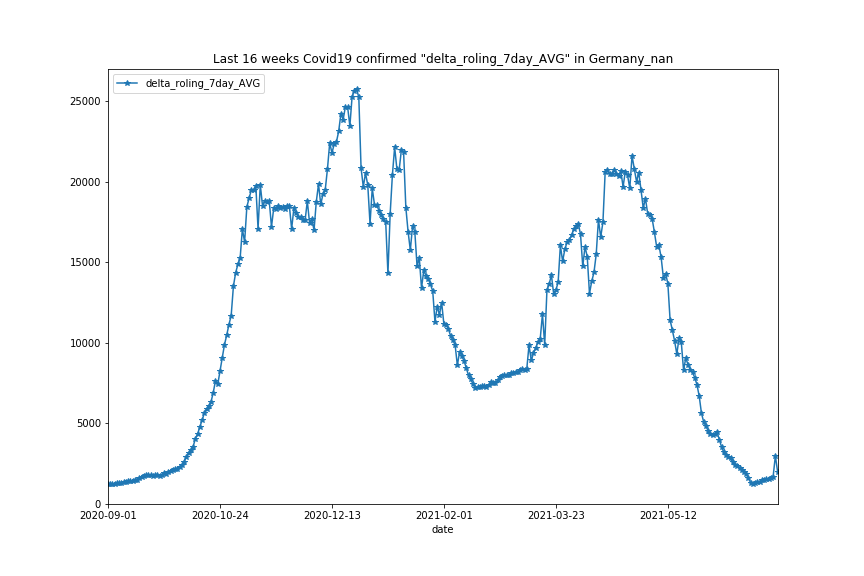 Last 16 weeks Covid19 confirmed "delta_roling_7day_AVG" in Germany_nan
delta_roling_7day_AVG
25000
20000
15000
10000
5000
0
2020-09-01 2020-10-24 2020-12-13 2021-02-01 2021-03-23 2021-05-12
date